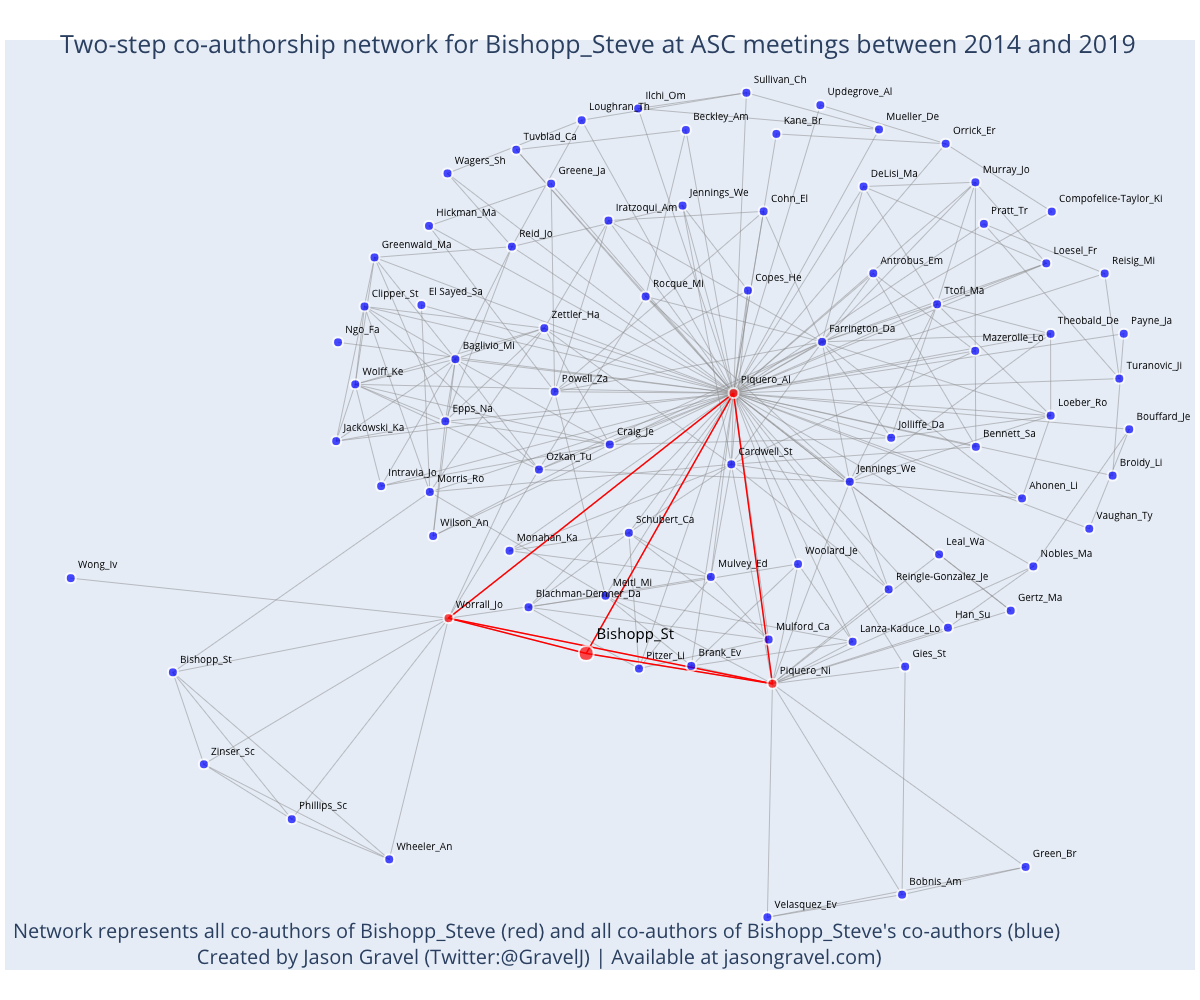 Two-step co-authorship network for Bishopp_Steve at ASC meetings between 2014 and 2019
Sullivan_Ch
Ilchi_Om
Updegrove_Al
Loughran_Th
Beckley_Am
Kane_Br
Mueller_De
Orrick_Er
Tuvblad_Ca
Wagers_Sh
Greene_Ja
DeLisi_Ma
Murray_Jo
Jennings_We
Cohn_El
Compofelice-Taylor_Ki
Iratzoqui_Am
Hickman_Ma
Pratt_Tr
Reid_Jo
Greenwald_Ma
Loesel_Fr
Antrobus_Em
Reisig_Mi
Copes_He
Rocque_Mi
Clipper_St
El Sayed_Sa
Ttofi_Ma
Zettler_Ha
Theobald_De
Payne_Ja
Ngo_Fa
Farrington_Da
Mazerolle_Lo
Baglivio_Mi
Turanovic_Ji
Wolff_Ke
Powell_Za
Piquero_Al
Loeber_Ro
Bouffard_Je
Epps_Na
Jackowski_Ka
Craig_Je
Jolliffe_Da
Bennett_Sa
Cardwell_St
Ozkan_Tu
Broidy_Li
Jennings_We
Intravia_Jo
Morris_Ro
Ahonen_Li
Wilson_An
Schubert_Ca
Vaughan_Ty
Monahan_Ka
Leal_Wa
Woolard_Je
Nobles_Ma
Wong_Iv
Mulvey_Ed
Meitl_Mi
Reingle-Gonzalez_Je
Blachman-Demner_Da
Worrall_Jo
Gertz_Ma
Han_Su
Bishopp_St
Mulford_Ca
Lanza-Kaduce_Lo
Bishopp_St
Pitzer_Li
Brank_Ev
Gies_St
Piquero_Ni
Zinser_Sc
Phillips_Sc
Wheeler_An
Green_Br
Bobnis_Am
Velasquez_Ev
Network represents all co-authors of Bishopp_Steve (red) and all co-authors of Bishopp_Steve's co-authors (blue)
Created by Jason Gravel (Twitter:@GravelJ) | Available at jasongravel.com)